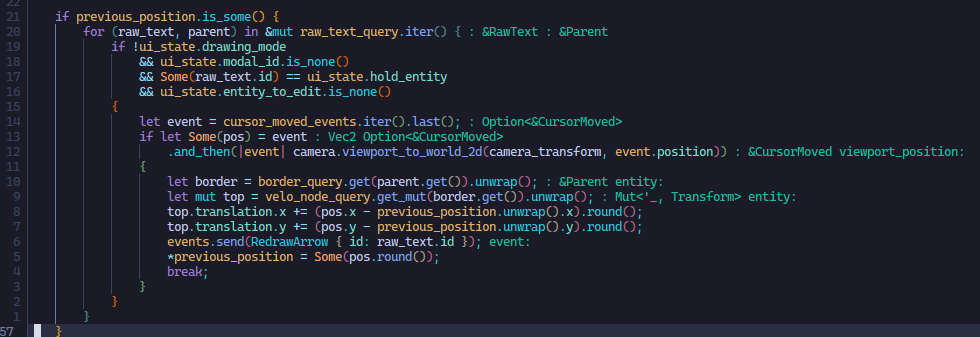 22
21 if previous_position.is_some() {
20 for (raw_text, parent) in &mut raw_text_query.iter() { : &RawText : &Parent
19 if !ui_state.drawing_mode
18 && ui_state.modal_id.is_none()
17 && Some(raw_text.id) == ui_state.hold_entity
16 && ui_state.entity_to_edit.is_none()
15 {
14 let event = cursor_moved_events.iter().last(); : Option<&CursorMoved>
13 if let Some(pos) = event : Vec2 Option<&CursorMoved>
12 .and_then(|event| camera.viewport_to_world_2d(camera_transform, event.position)) : &CursorMoved viewport_position:
11 {
10 let border = border_query.get(parent.get()).unwrap(); : &Parent entity:
9 let mut top = velo_node_query.get_mut(border.get()).unwrap(); : Mut<'_, Transform> entity:
8 top.translation.x += (pos.x - previous_position.unwrap().x).round();
7 top.translation.y += (pos.y - previous_position.unwrap().y).round();
6 events.send(RedrawArrow { id: raw_text.id }); event:
5 *previous_position = Some(pos.round());
4 break;
3 }
2 }
1 }
57 }